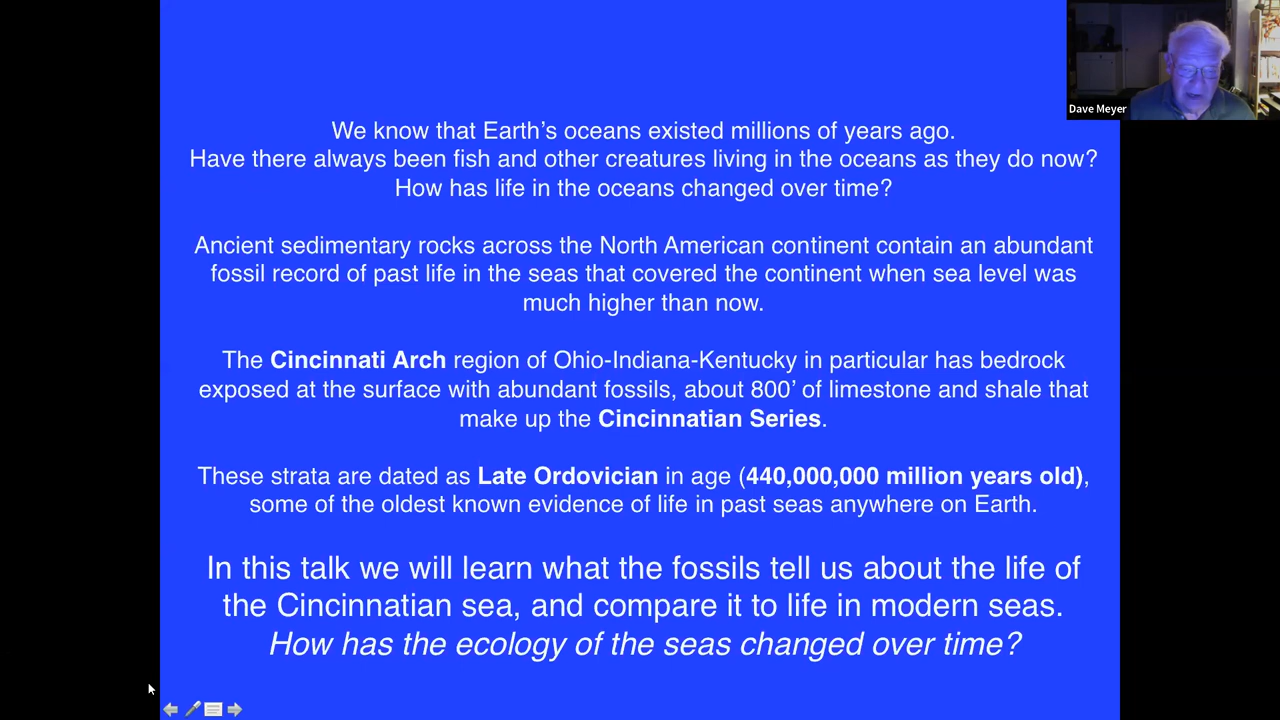 Dave Meyer
We know that Earth’s oceans existed millions of years ago.
Have there always been fish and other creatures living in the oceans as they do now?
How has life in the oceans changed over time?
Ancient sedimentary rocks across the North American continent contain an abundant
fossil record of past life in the seas that covered the continent when sea level was
much higher than now.
The Cincinnati Arch region of Ohio-Indiana-Kentucky in particular has bedrock
exposed at the surface with abundant fossils, about 800’ of limestone and shale that
make up the Cincinnatian Series.
These strata are dated as Late Ordovician in age (440,000,000 million years old),
some of the oldest known evidence of life in past seas anywhere on Earth.
In this talk we will learn what the fossils tell us about the life of
the Cincinnatian sea, and compare it to life in modern seas.
How has the ecology of the seas changed over time?